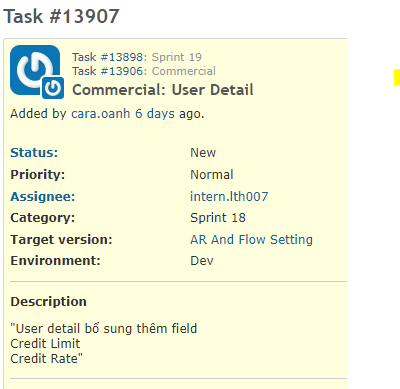 Task #13907
Task #13898: Sprint 19
Task #13906: Commercial
Commercial: User Detail
Added by cara.oanh 6 days ago.
Status: New
Priority: Normal
Assignee: intern.lth007
Category: Sprint 18
Target version: AR And Flow Setting
Environment: Dev
Description
"User detail bổ sung thêm field
Credit Limit
Credit Rate"